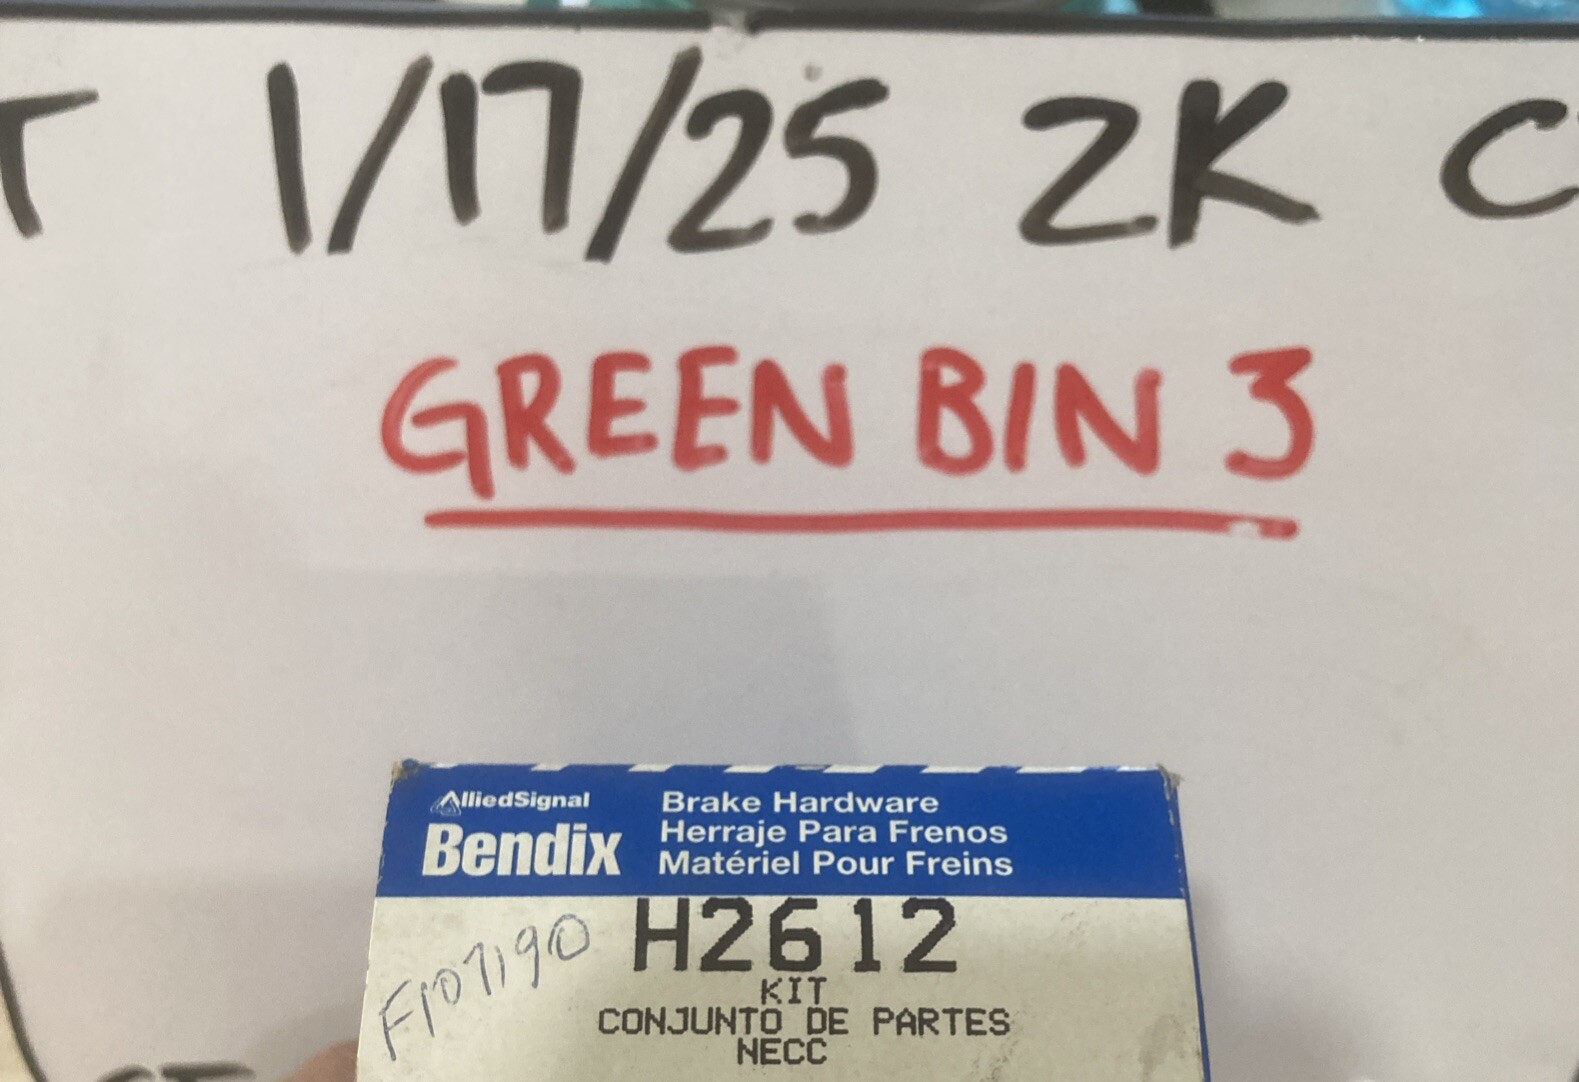 T 1/17/25 2K C
GREEN BIN 3
AlliedSignal
Bendix
Brake Hardware
Herraje Para Frenos
Matériel Pour Freins
H2612
F107190
KIT
CONJUNTO DE PARTES
NECC